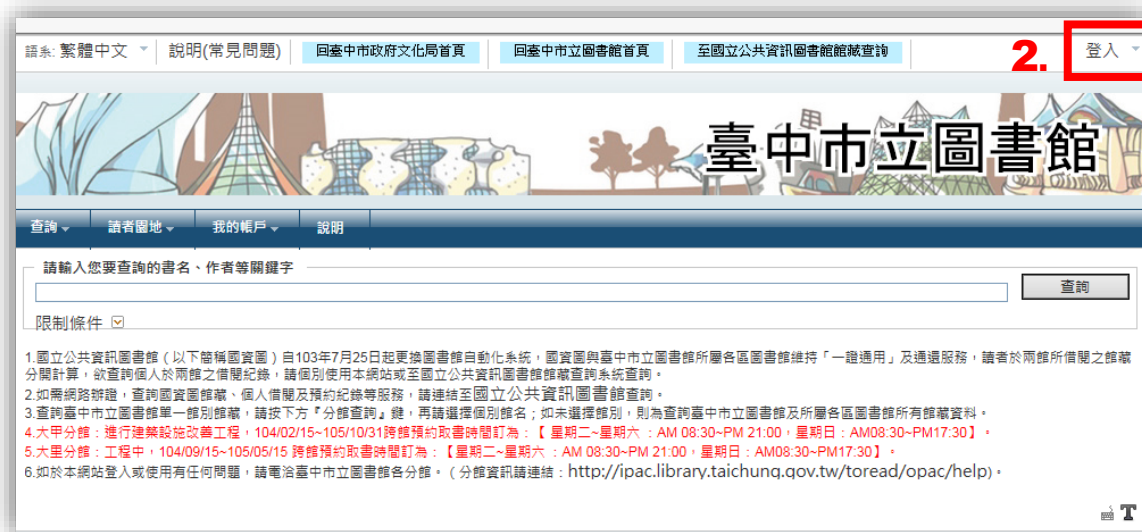 語系: 繁體中文 說明(常見問題) 回臺中市政府文化局首頁 回臺中市立圖書館首頁 至國立公共資訊圖書館館藏查詢 2. 登入
臺中市立圖書館
查詢 讀者園地 我的帳戶 說明
請輸入您要查詢的書名、作者等關鍵字
查詢
限制條件
1.國立公共資訊圖書館(以下簡稱國資圖)自103年7月25日起更換圖書館自動化系統,國資圖與臺中市立圖書館所屬各區圖書館維持「一證通用」及通還服務,讀者於兩館所借閱之館藏
分開計算,欲查詢個人於兩館之借閱紀錄,請個別使用本網站或至國立公共資訊圖書館館藏查詢系統查詢。
2.如需網路辦證,查詢國資圖館藏、個人借閱及預約紀錄等服務,請連結至國立公共資訊圖書館查詢。
3.查詢臺中市立圖書館單一館別館藏,請按下方『分館查詢』鍵,再請選擇個別館名;如未選擇館別,則為查詢臺中市立圖書館及所屬各區圖書館所有館藏資料。
4.大甲分館:進行建築設施改善工程,104/02/15~105/10/31跨館預約取書時間訂為:【 星期二~星期六 :AM 08:30~PM 21:00,星期日:AM08:30~PM17:30】。
5.大里分館:工程中,104/09/15~105/05/15 跨館預約取書時間訂為:【星期二~星期六 :AM 08:30~PM 21:00,星期日:AM08:30~PM17:30】。
6.如於本網站登入或使用有任何問題,請電洽臺中市立圖書館各分館。(分館資訊請連結:http://ipac.library.taichung.gov.tw/toread/opac/help)。
T